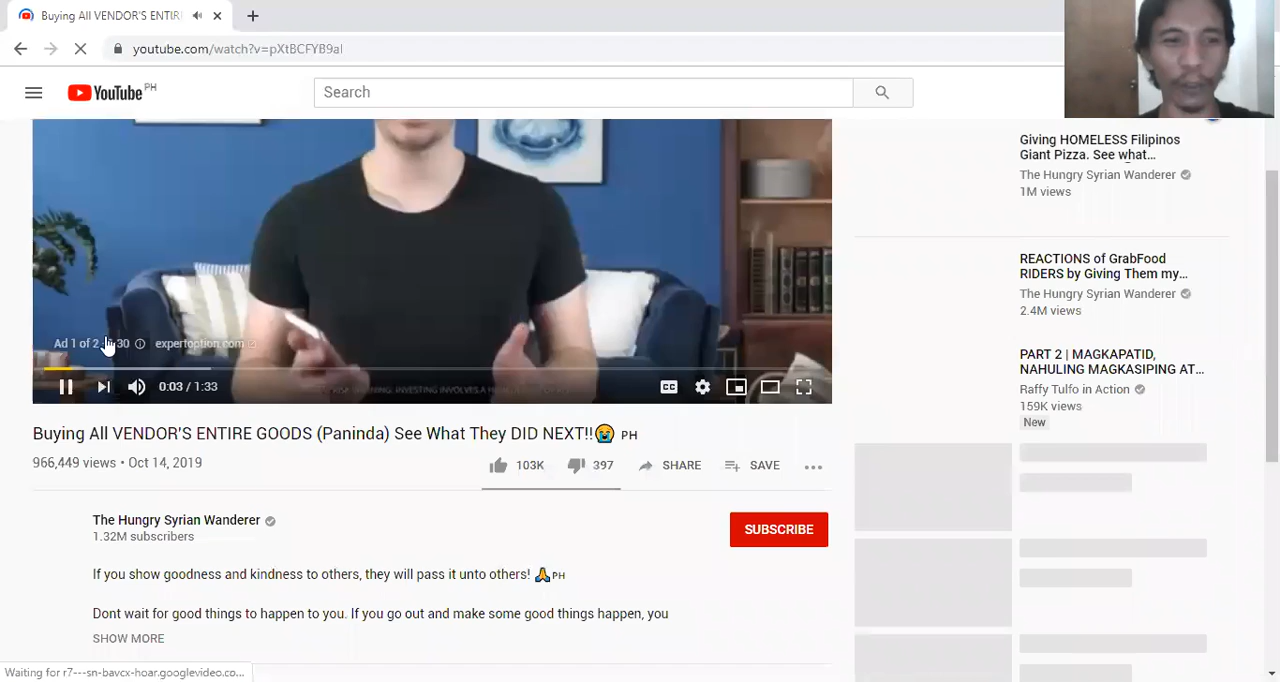 Buying All VENDOR'S ENTIR
youtube.com/watch?v=pXtBCFYB9aI
YouTube PH
Search
Ad 1 of 2
:30
expertoption.com
0:03 / 1:33
CC
Buying All VENDOR'S ENTIRE GOODS (Paninda) See What They DID NEXT!!😭 PH
966,449 views • Oct 14, 2019
103K
397
SHARE
SAVE
The Hungry Syrian Wanderer
1.32M subscribers
SUBSCRIBE
If you show goodness and kindness to others, they will pass it unto others! 🙏PH
Dont wait for good things to happen to you. If you go out and make some good things happen, you
SHOW MORE
Giving HOMELESS Filipinos
Giant Pizza. See what...
The Hungry Syrian Wanderer
1M views
REACTIONS of GrabFood
RIDERS by Giving Them my...
The Hungry Syrian Wanderer
2.4M views
PART 2 | MAGKAPATID,
NAHULING MAGKASIPING AT...
Raffy Tulfo in Action
159K views
New
Waiting for r7---sn-bavcx-hoar.googlevideo.co...